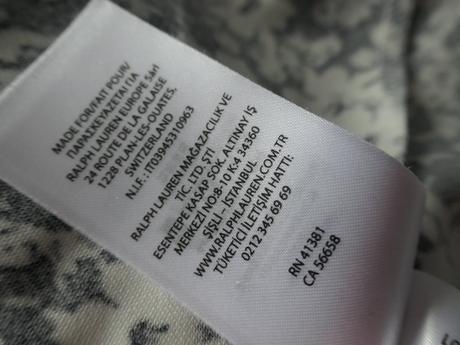 MADE FOR/FAIT POUR/
ΠΑΡΑΣΚΕΥΑΖΕΤΑΙ ΓΙΑ
RALPH LAUREN EUROPE Sàrl
24 ROUTE DE LA GALAISE
1228 PLAN-LES-OUATES,
SWITZERLAND
N.I.F. : IT03945310963
RALPH LAUREN MAĞAZACILIK VE
TİC. LTD. ŞTİ
ESENTEPE KASAP SOK. ALTINAY İŞ
MERKEZİ NO:8-10 K:4 34360
ŞİŞLİ – İSTANBUL
WWW.RALPHLAUREN.COM.TR
TÜKETİCİ İLETİŞİM HATTI:
0212 345 69 69
RN 41381
CA 56658